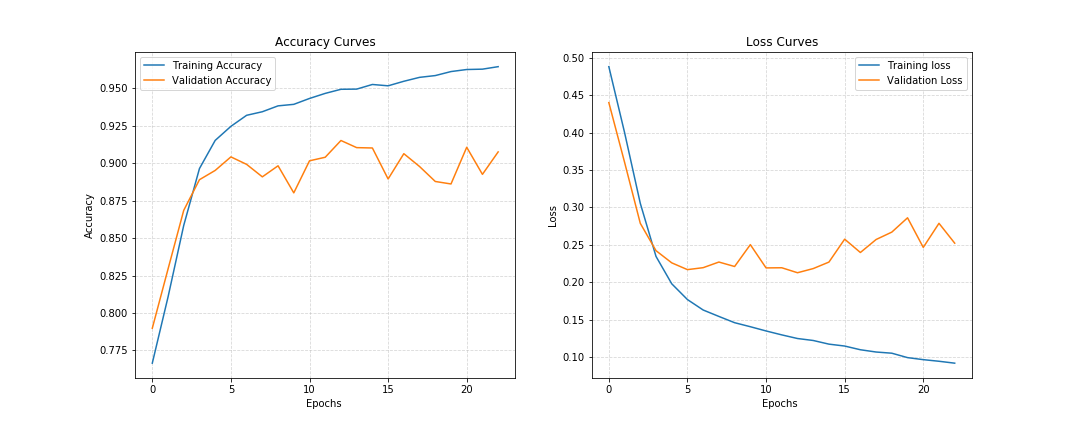 Accuracy Curves
Training Accuracy
Validation Accuracy
0.950
0.925
0.900
0.875
0.850
0.825
0.800
0.775
Accuracy
0 5 10 15 20
Epochs
Loss Curves
Training loss
Validation Loss
0.50
0.45
0.40
0.35
0.30
0.25
0.20
0.15
0.10
Loss
0 5 10 15 20
Epochs